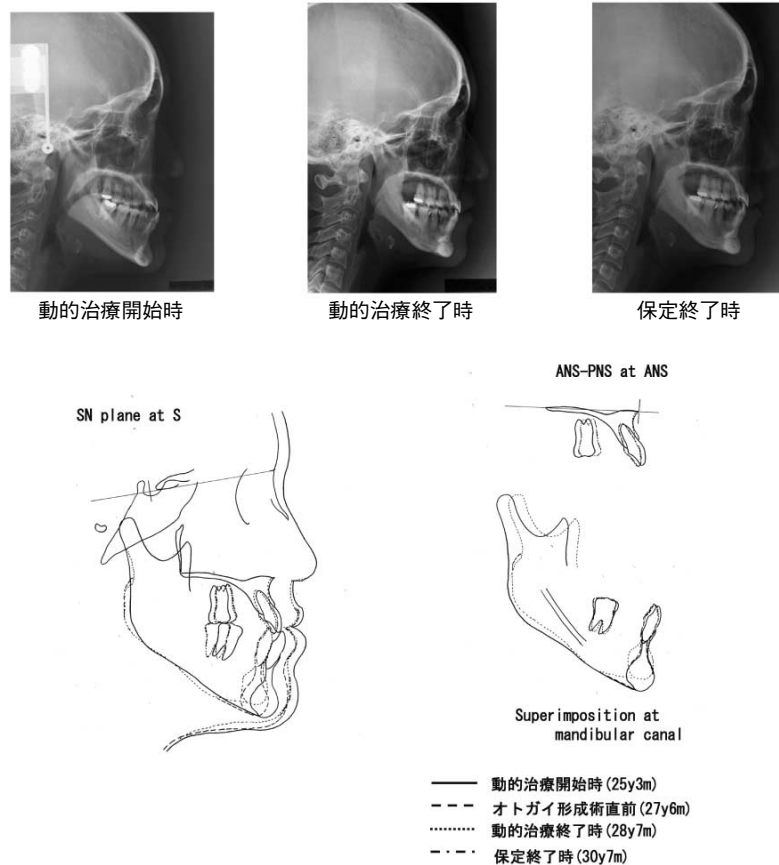 動的治療開始時
動的治療終了時
保定終了時
SN plane at S
ANS-PNS at ANS
Superimposition at
mandibular canal
動的治療開始時(25y3m)
オトガイ形成術直前(27y6m)
動的治療終了時(28y7m)
保定終了時(30y7m)